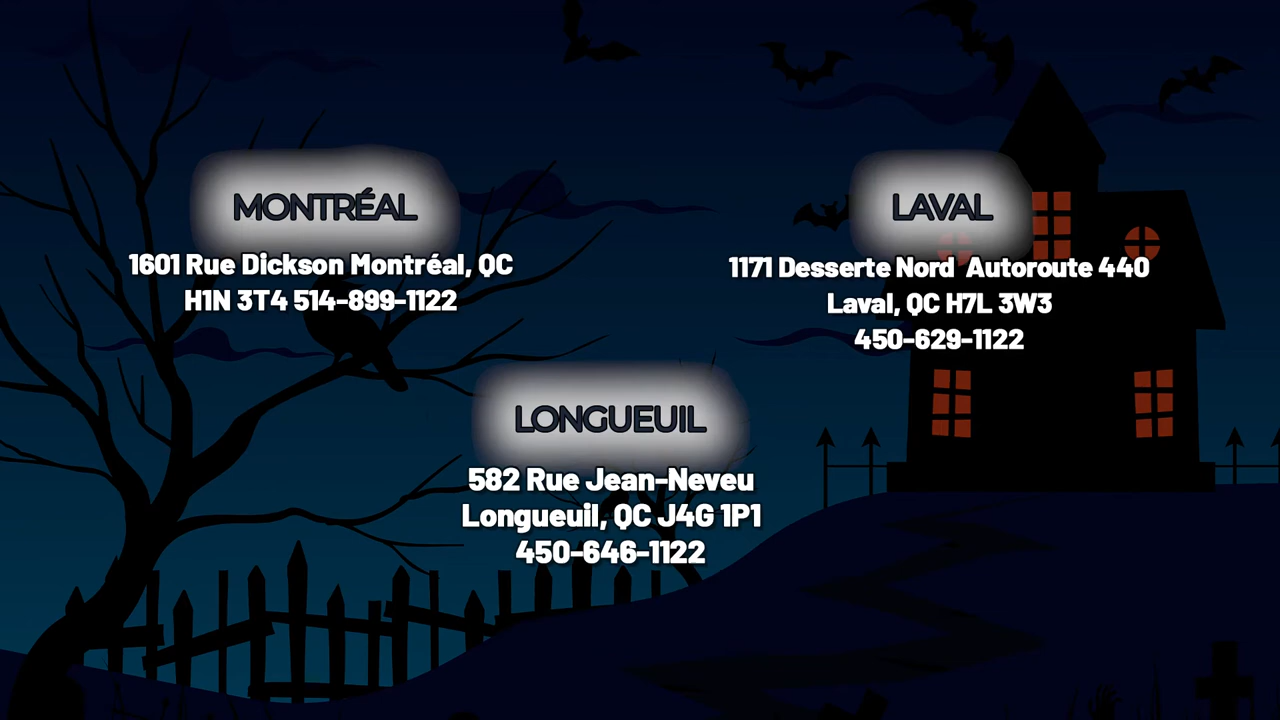 MONTRÉAL
1601 Rue Dickson Montréal, QC
H1N 3T4 514-899-1122
LAVAL
1171 Desserte Nord  Autoroute 440
Laval, QC H7L 3W3
450-629-1122
LONGUEUIL
582 Rue Jean-Neveu
Longueuil, QC J4G 1P1
450-646-1122